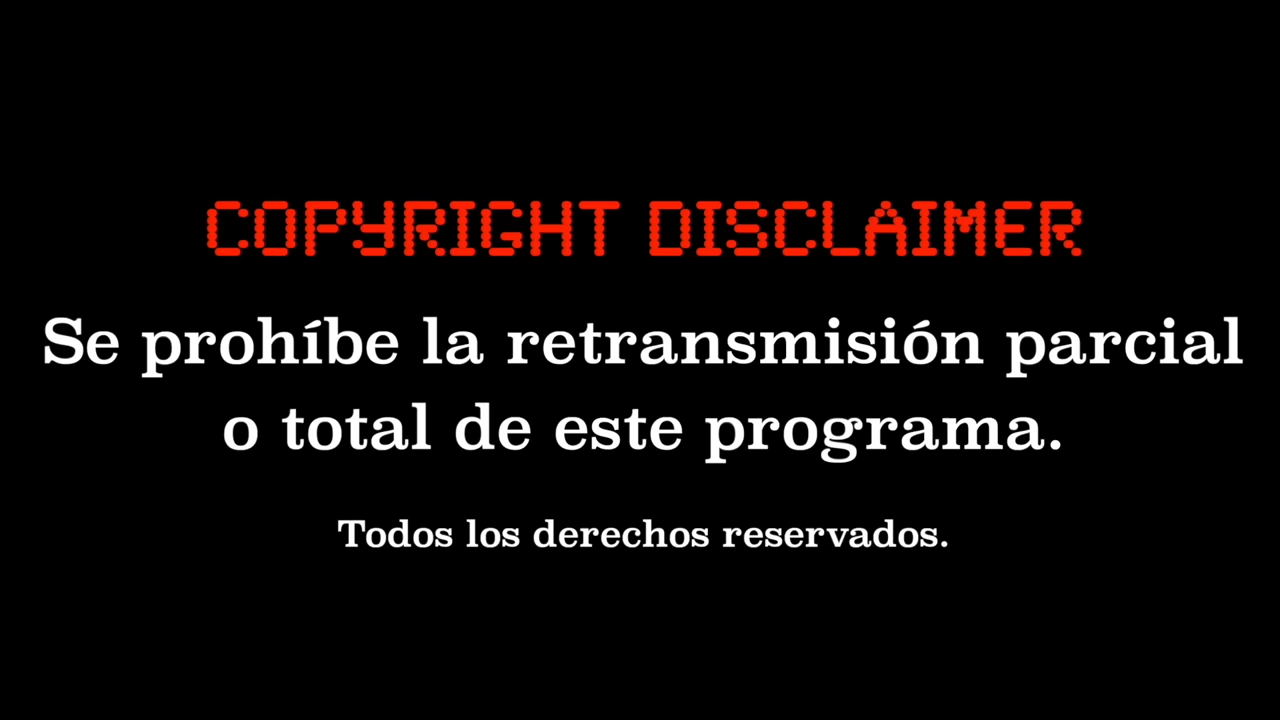 COPYRIGHT DISCLAIMER
Se prohíbe la retransmisión parcial
o total de este programa.
Todos los derechos reservados.